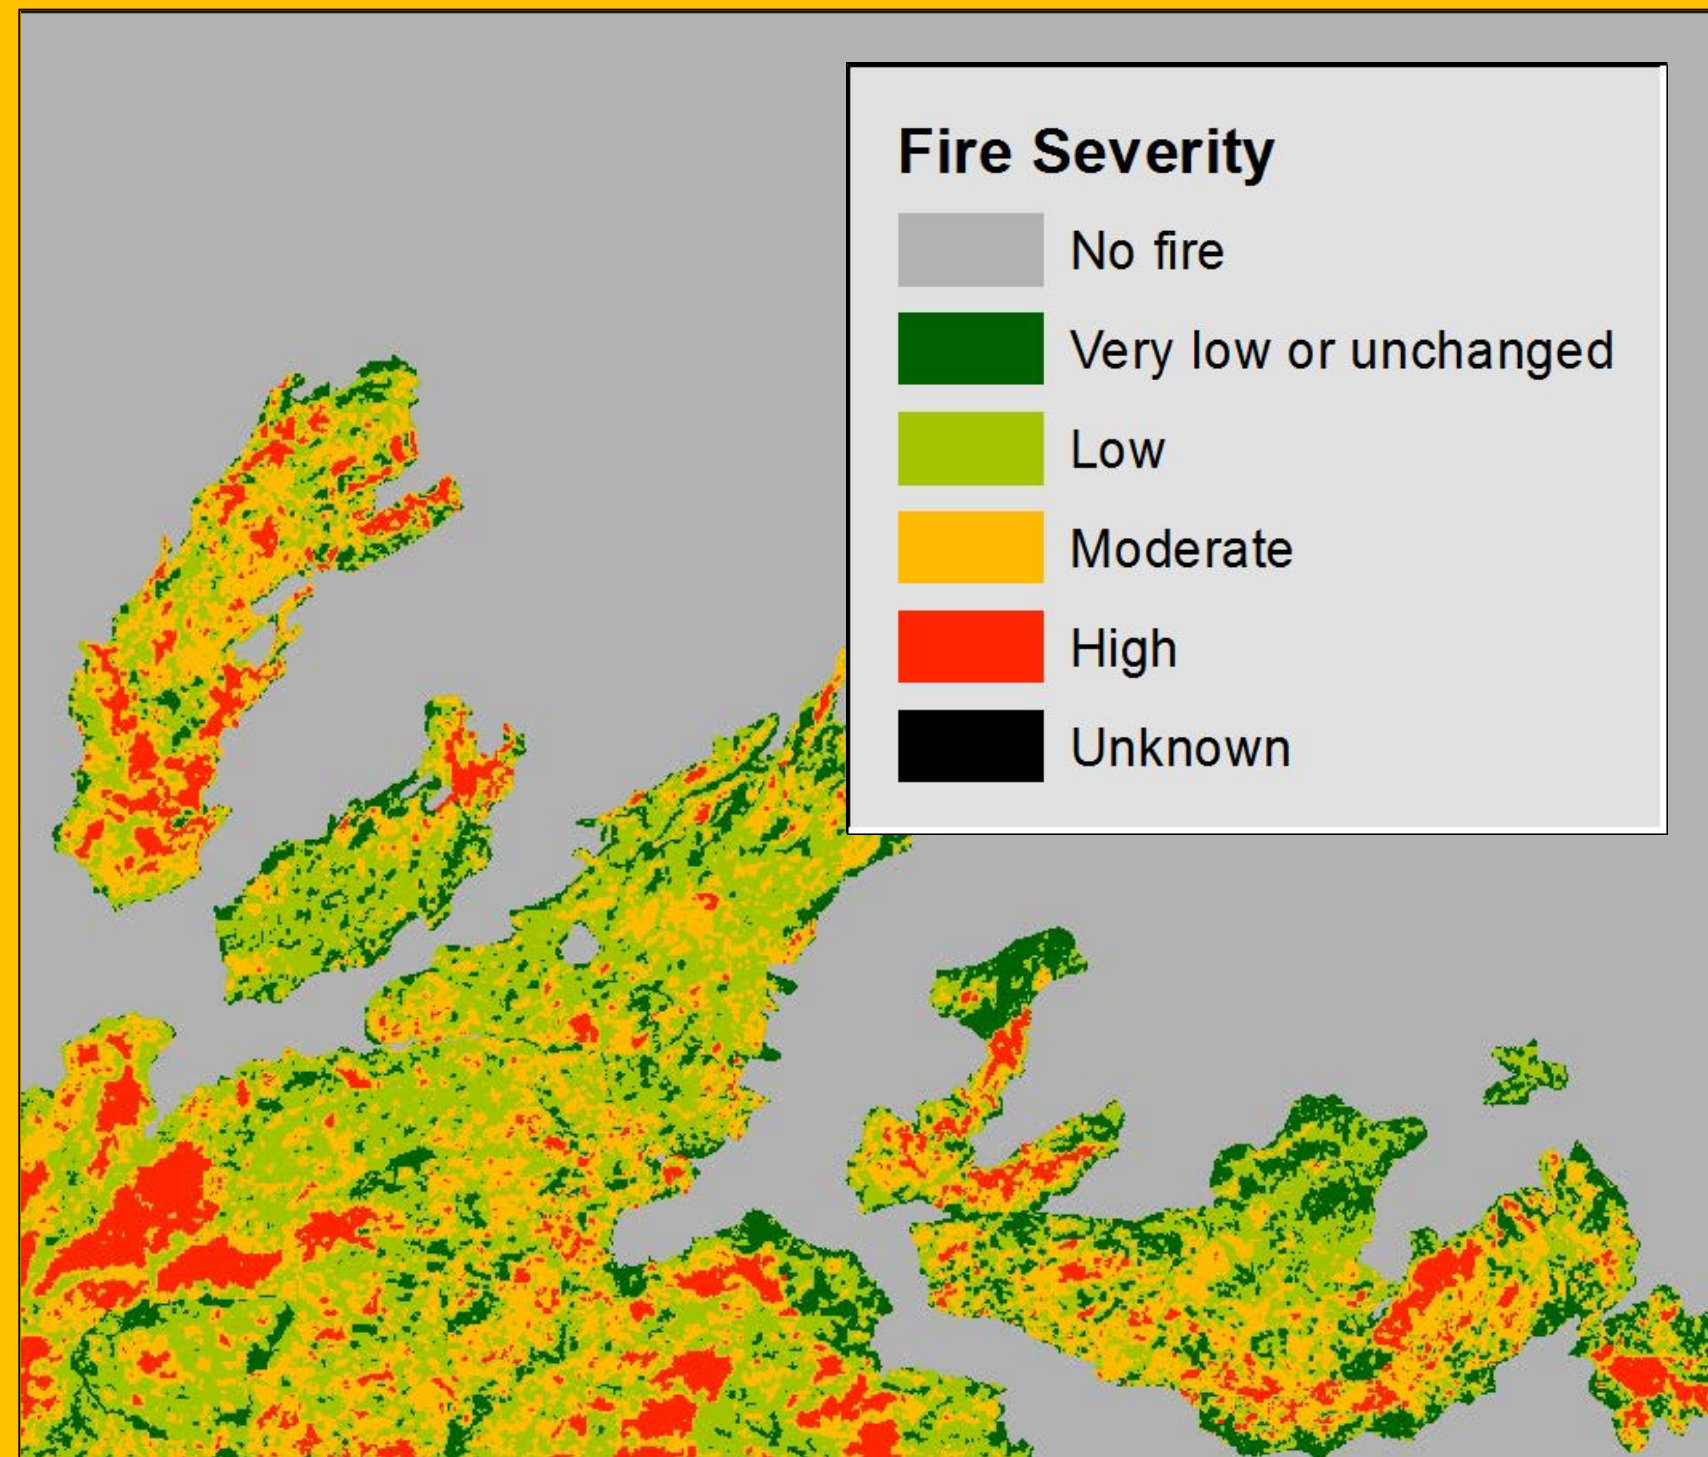 Fire Severity
No fire
Very low or unchanged
Low
Moderate
High
Unknown